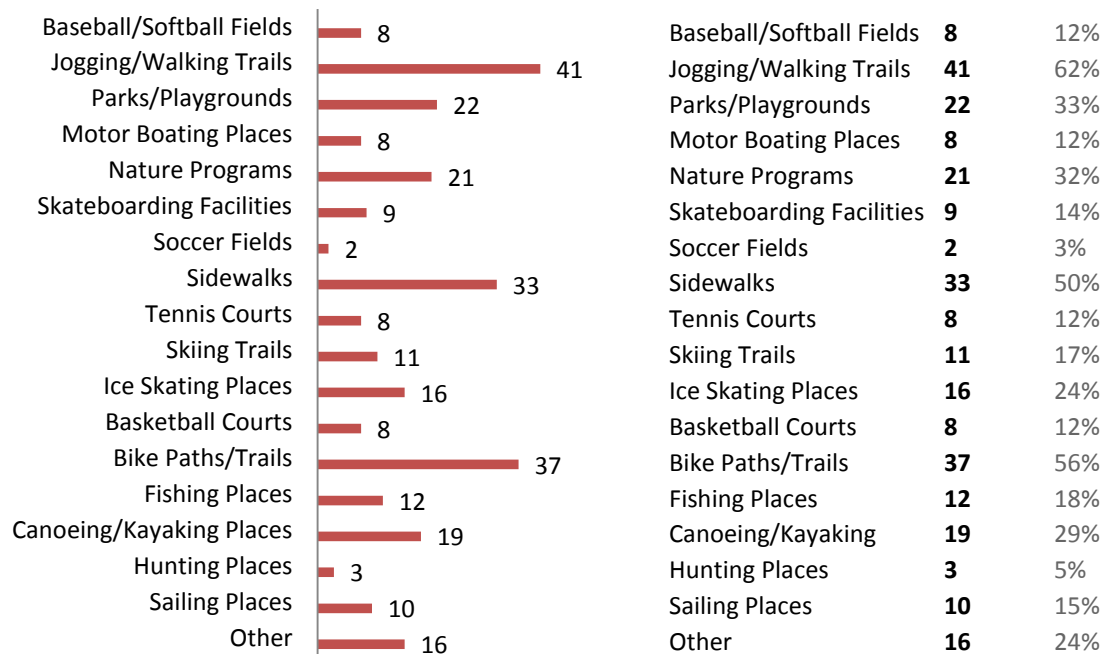 Baseball/Softball Fields 8
Jogging/Walking Trails 41
Parks/Playgrounds 22
Motor Boating Places 8
Nature Programs 21
Skateboarding Facilities 9
Soccer Fields 2
Sidewalks 33
Tennis Courts 8
Skiing Trails 11
Ice Skating Places 16
Basketball Courts 8
Bike Paths/Trails 37
Fishing Places 12
Canoeing/Kayaking Places 19
Hunting Places 3
Sailing Places 10
Other 16
Baseball/Softball Fields 8 12%
Jogging/Walking Trails 41 62%
Parks/Playgrounds 22 33%
Motor Boating Places 8 12%
Nature Programs 21 32%
Skateboarding Facilities 9 14%
Soccer Fields 2 3%
Sidewalks 33 50%
Tennis Courts 8 12%
Skiing Trails 11 17%
Ice Skating Places 16 24%
Basketball Courts 8 12%
Bike Paths/Trails 37 56%
Fishing Places 12 18%
Canoeing/Kayaking 19 29%
Hunting Places 3 5%
Sailing Places 10 15%
Other 16 24%